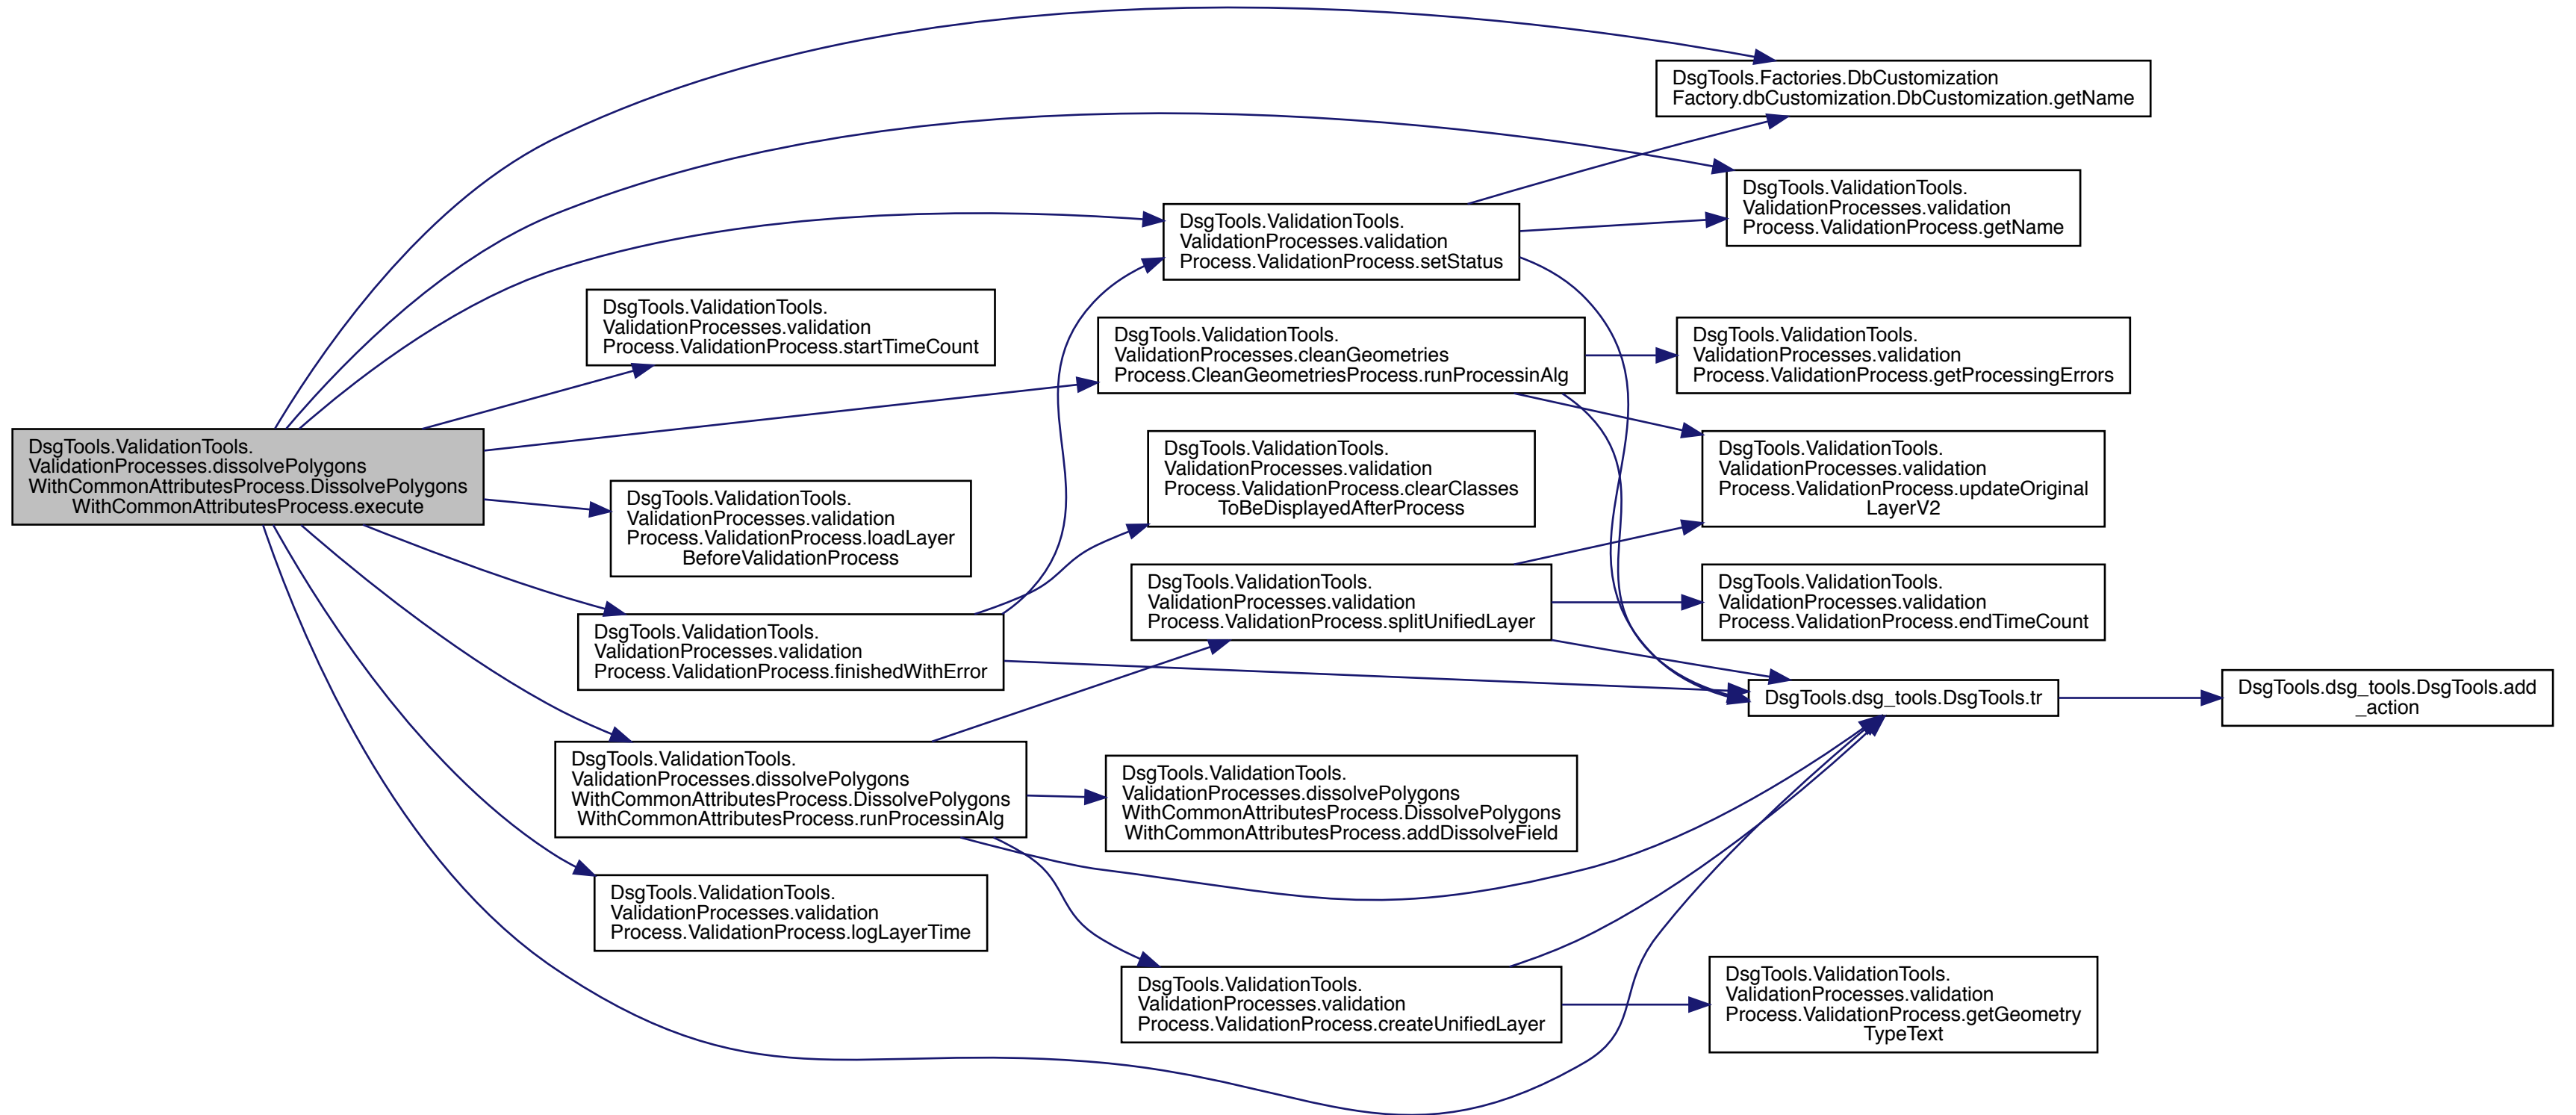 DsgTools.ValidationTools.
ValidationProcesses.dissolvePolygons
WithCommonAttributesProcess.DissolvePolygons
WithCommonAttributesProcess.execute
DsgTools.ValidationTools.
ValidationProcesses.validation
Process.ValidationProcess.startTimeCount
DsgTools.ValidationTools.
ValidationProcesses.validation
Process.ValidationProcess.loadLayer
BeforeValidationProcess
DsgTools.ValidationTools.
ValidationProcesses.validation
Process.ValidationProcess.finishedWithError
DsgTools.ValidationTools.
ValidationProcesses.dissolvePolygons
WithCommonAttributesProcess.DissolvePolygons
WithCommonAttributesProcess.runProcessinAlg
DsgTools.ValidationTools.
ValidationProcesses.validation
Process.ValidationProcess.logLayerTime
DsgTools.ValidationTools.
ValidationProcesses.validation
Process.ValidationProcess.setStatus
DsgTools.ValidationTools.
ValidationProcesses.cleanGeometries
Process.CleanGeometriesProcess.runProcessinAlg
DsgTools.ValidationTools.
ValidationProcesses.validation
Process.ValidationProcess.clearClasses
ToBeDisplayedAfterProcess
DsgTools.ValidationTools.
ValidationProcesses.validation
Process.ValidationProcess.splitUnifiedLayer
DsgTools.ValidationTools.
ValidationProcesses.dissolvePolygons
WithCommonAttributesProcess.DissolvePolygons
WithCommonAttributesProcess.addDissolveField
DsgTools.ValidationTools.
ValidationProcesses.validation
Process.ValidationProcess.createUnifiedLayer
DsgTools.Factories.DbCustomization
Factory.dbCustomization.DbCustomization.getName
DsgTools.ValidationTools.
ValidationProcesses.validation
Process.ValidationProcess.getName
DsgTools.ValidationTools.
ValidationProcesses.validation
Process.ValidationProcess.getProcessingErrors
DsgTools.ValidationTools.
ValidationProcesses.validation
Process.ValidationProcess.updateOriginal
LayerV2
DsgTools.ValidationTools.
ValidationProcesses.validation
Process.ValidationProcess.endTimeCount
DsgTools.dsg_tools.DsgTools.tr
DsgTools.ValidationTools.
ValidationProcesses.validation
Process.ValidationProcess.getGeometry
TypeText
DsgTools.dsg_tools.DsgTools.add
_action